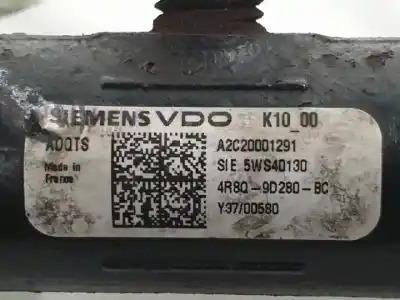 SIEMENS VDO K10_00
ADQTS A2C20001291
Made in France SIE 5WS40130
4R8Q-9D280-BC
Y37/00580